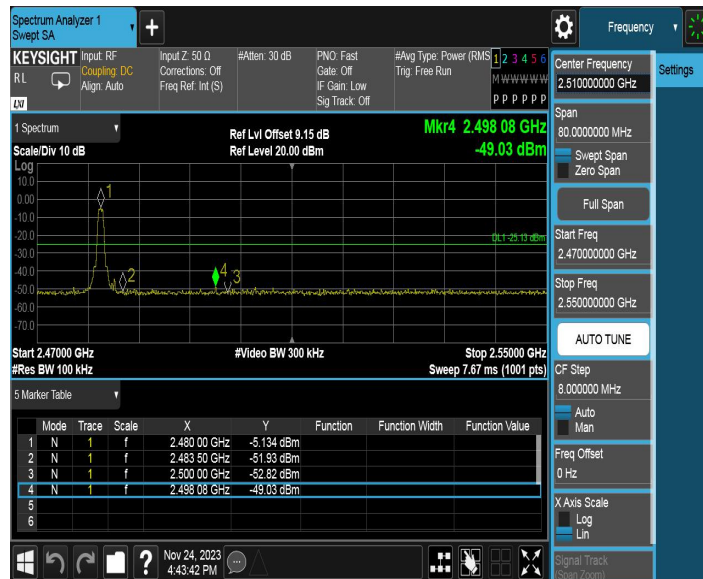 Spectrum Analyzer 1
Swept SA
Frequency
KEYSIGHT
RL
LXI
Input: RF
Coupling: DC
Align: Auto
Input Z: 50 Ω
Corrections: Off
Freq Ref: Int (S)
#Atten: 30 dB
PNO: Fast
Gate: Off
IF Gain: Low
Sig Track: Off
#Avg Type: Power (RMS
Trig: Free Run
1 2 3 4 5 6
M W W W W W
P P P P P P
1 Spectrum
Scale/Div 10 dB
Ref Lvl Offset 9.15 dB
Ref Level 20.00 dBm
Mkr4 2.498 08 GHz
-49.03 dBm
Log
10.0
0.00
-10.0
-20.0
-30.0
-40.0
-50.0
-60.0
-70.0
1
2
4
3
DL1 -25.13 dBm
Start 2.47000 GHz
#Res BW 100 kHz
#Video BW 300 kHz
Stop 2.55000 GHz
Sweep 7.67 ms (1001 pts)
5 Marker Table
Mode Trace Scale X Y Function Function Width Function Value
1 N 1 f 2.480 00 GHz -5.134 dBm
2 N 1 f 2.483 50 GHz -51.93 dBm
3 N 1 f 2.500 00 GHz -52.82 dBm
4 N 1 f 2.498 08 GHz -49.03 dBm
5
6
?
Nov 24, 2023
4:43:42 PM
Center Frequency
2.510000000 GHz
Span
80.0000000 MHz
Swept Span
Zero Span
Full Span
Start Freq
2.470000000 GHz
Stop Freq
2.550000000 GHz
AUTO TUNE
CF Step
8.000000 MHz
Auto
Man
Freq Offset
0 Hz
X Axis Scale
Log
Lin
Signal Track
(Span Zoom)
Settings